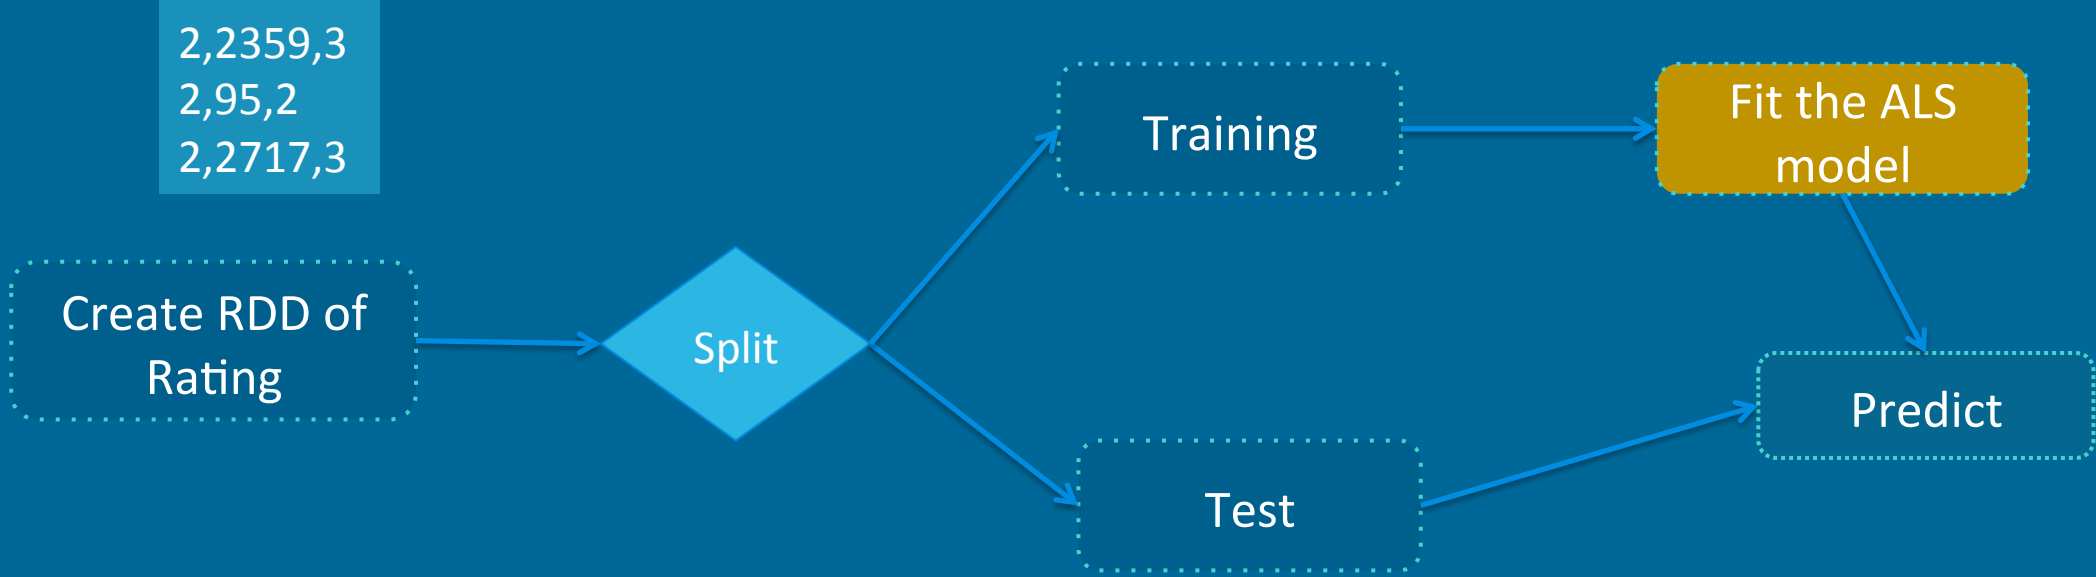 2,2359,3
2,95,2
2,2717,3
Create RDD of
Rating
Split
Training
Test
Fit the ALS
model
Predict